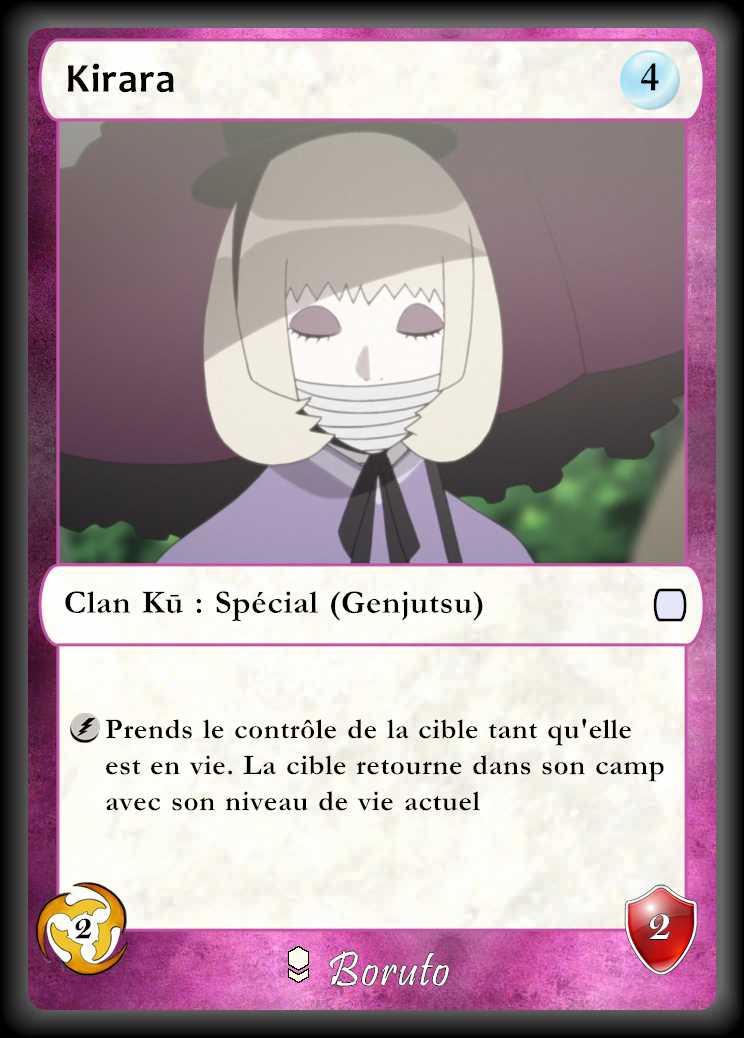 Kirara
4
Clan Kū : Spécial (Genjutsu)
Prends le contrôle de la cible tant qu'elle
est en vie. La cible retourne dans son camp
avec son niveau de vie actuel
2
2
Boruto